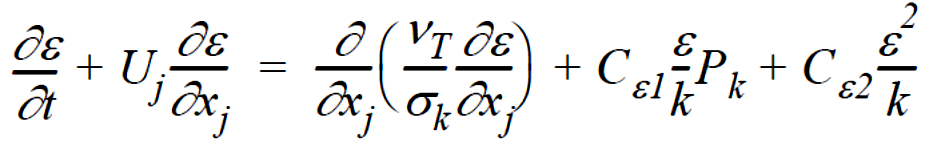 ∂ε/∂t + U_j ∂ε/∂x_j = ∂/∂x_j (ν_T/σ_k ∂ε/∂x_j) + C_ε1 ε/k P_k + C_ε2 ε²/k